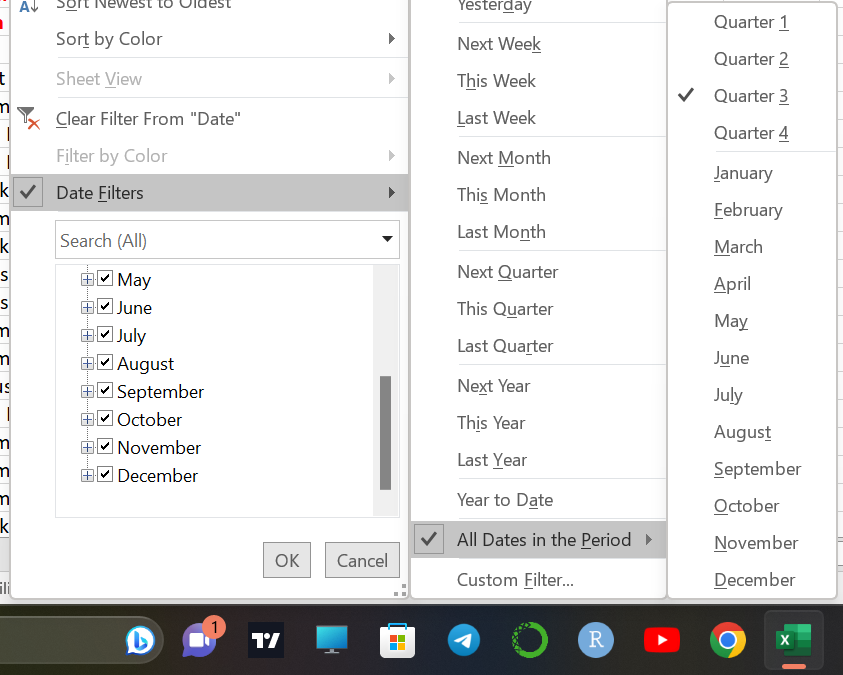 Sort Newest to Oldest
Sort by Color
Sheet View
Clear Filter From "Date"
Filter by Color
Date Filters
Search (All)
May
June
July
August
September
October
November
December
OK
Cancel
Yesterday
Next Week
This Week
Last Week
Next Month
This Month
Last Month
Next Quarter
This Quarter
Last Quarter
Next Year
This Year
Last Year
Year to Date
All Dates in the Period
Custom Filter...
Quarter 1
Quarter 2
Quarter 3
Quarter 4
January
February
March
April
May
June
July
August
September
October
November
December
1
R
X